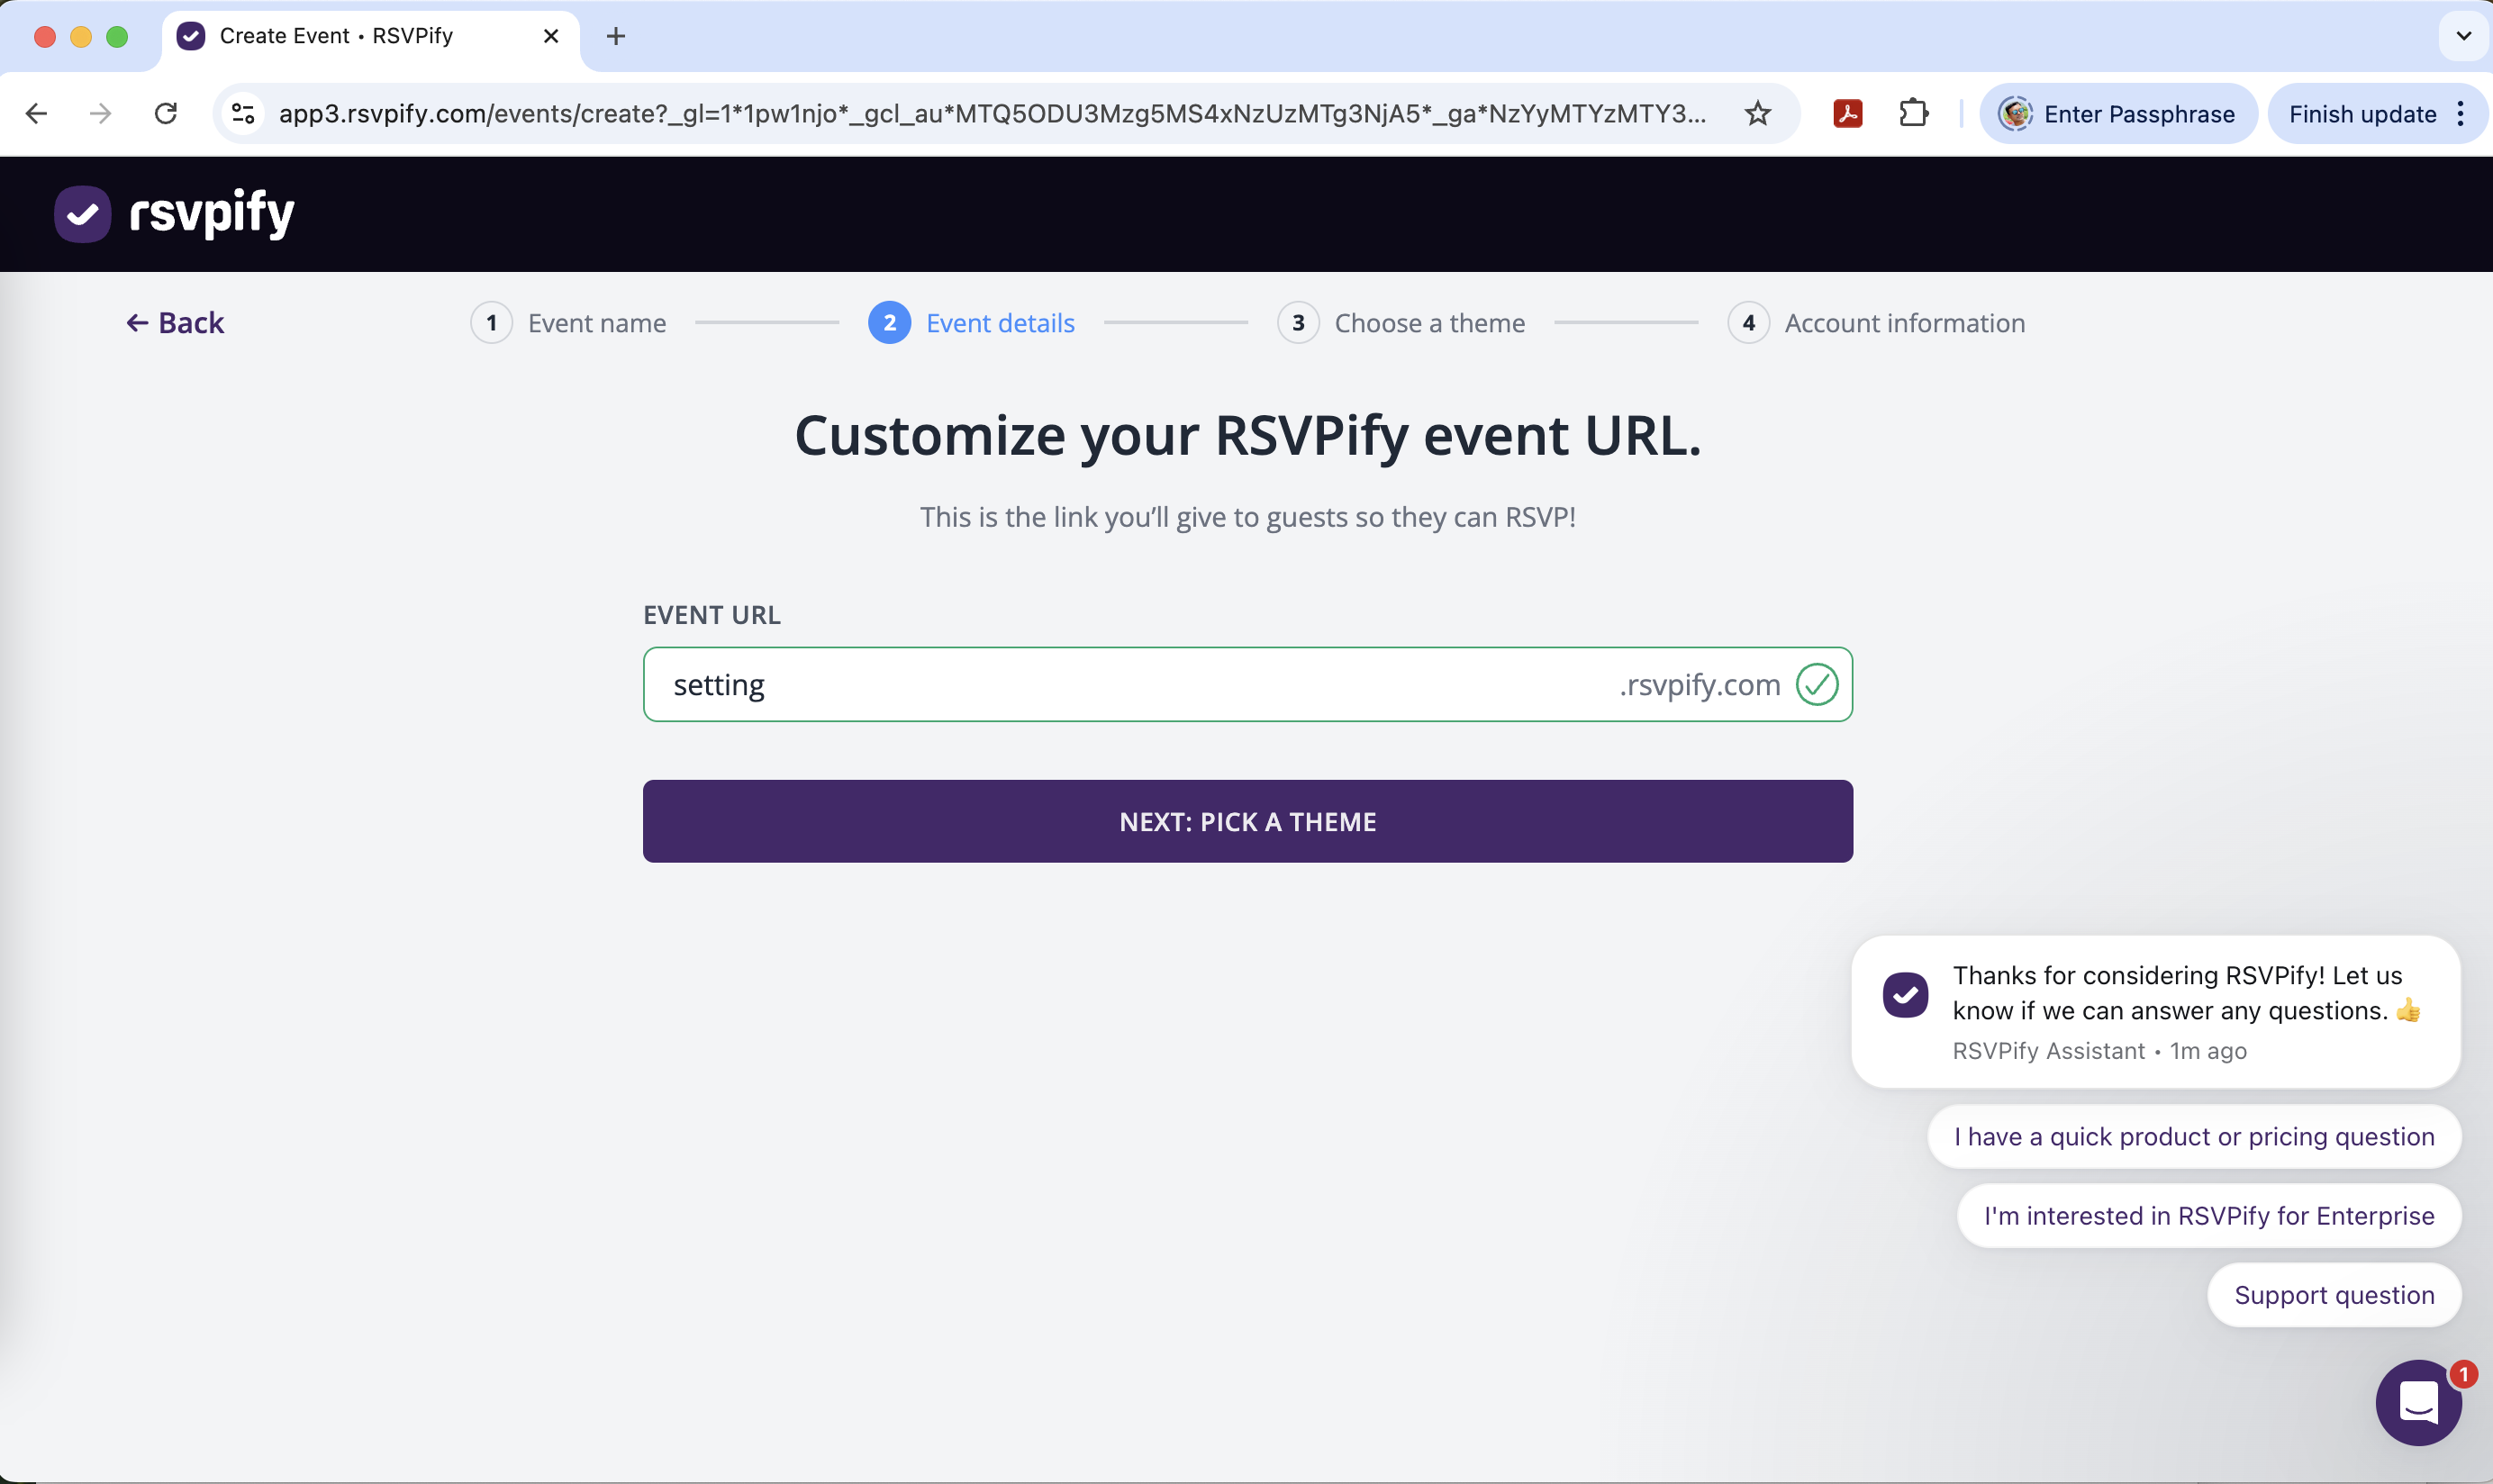 Create Event • RSVPify
app3.rsvpify.com/events/create?_gl=1*1pw1njo*_gcl_au*MTQ5ODU3Mzg5MS4xNzUzMTg3NjA5*_ga*NzYyMTYzMTY3...
Enter Passphrase
Finish update
rsvpify
← Back
1 Event name
2 Event details
3 Choose a theme
4 Account information
Customize your RSVPify event URL.
This is the link you’ll give to guests so they can RSVP!
EVENT URL
setting .rsvpify.com
NEXT: PICK A THEME
Thanks for considering RSVPify! Let us
know if we can answer any questions. 👍
RSVPify Assistant • 1m ago
I have a quick product or pricing question
I'm interested in RSVPify for Enterprise
Support question
1